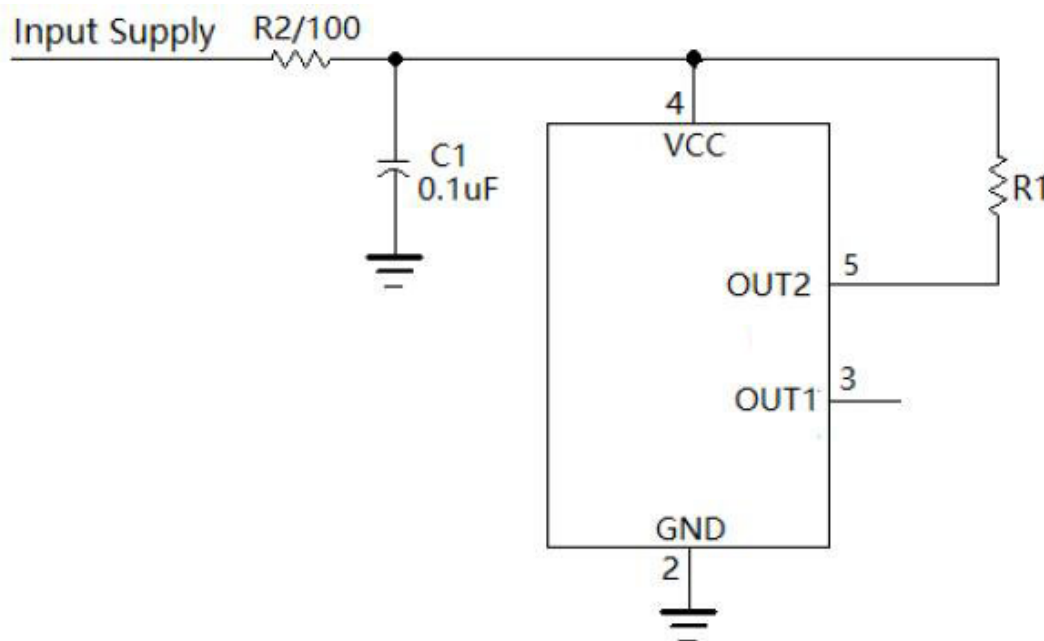 Input Supply R2/100
4
VCC
C1
0.1uF
R1
5
OUT2
3
OUT1
GND
2